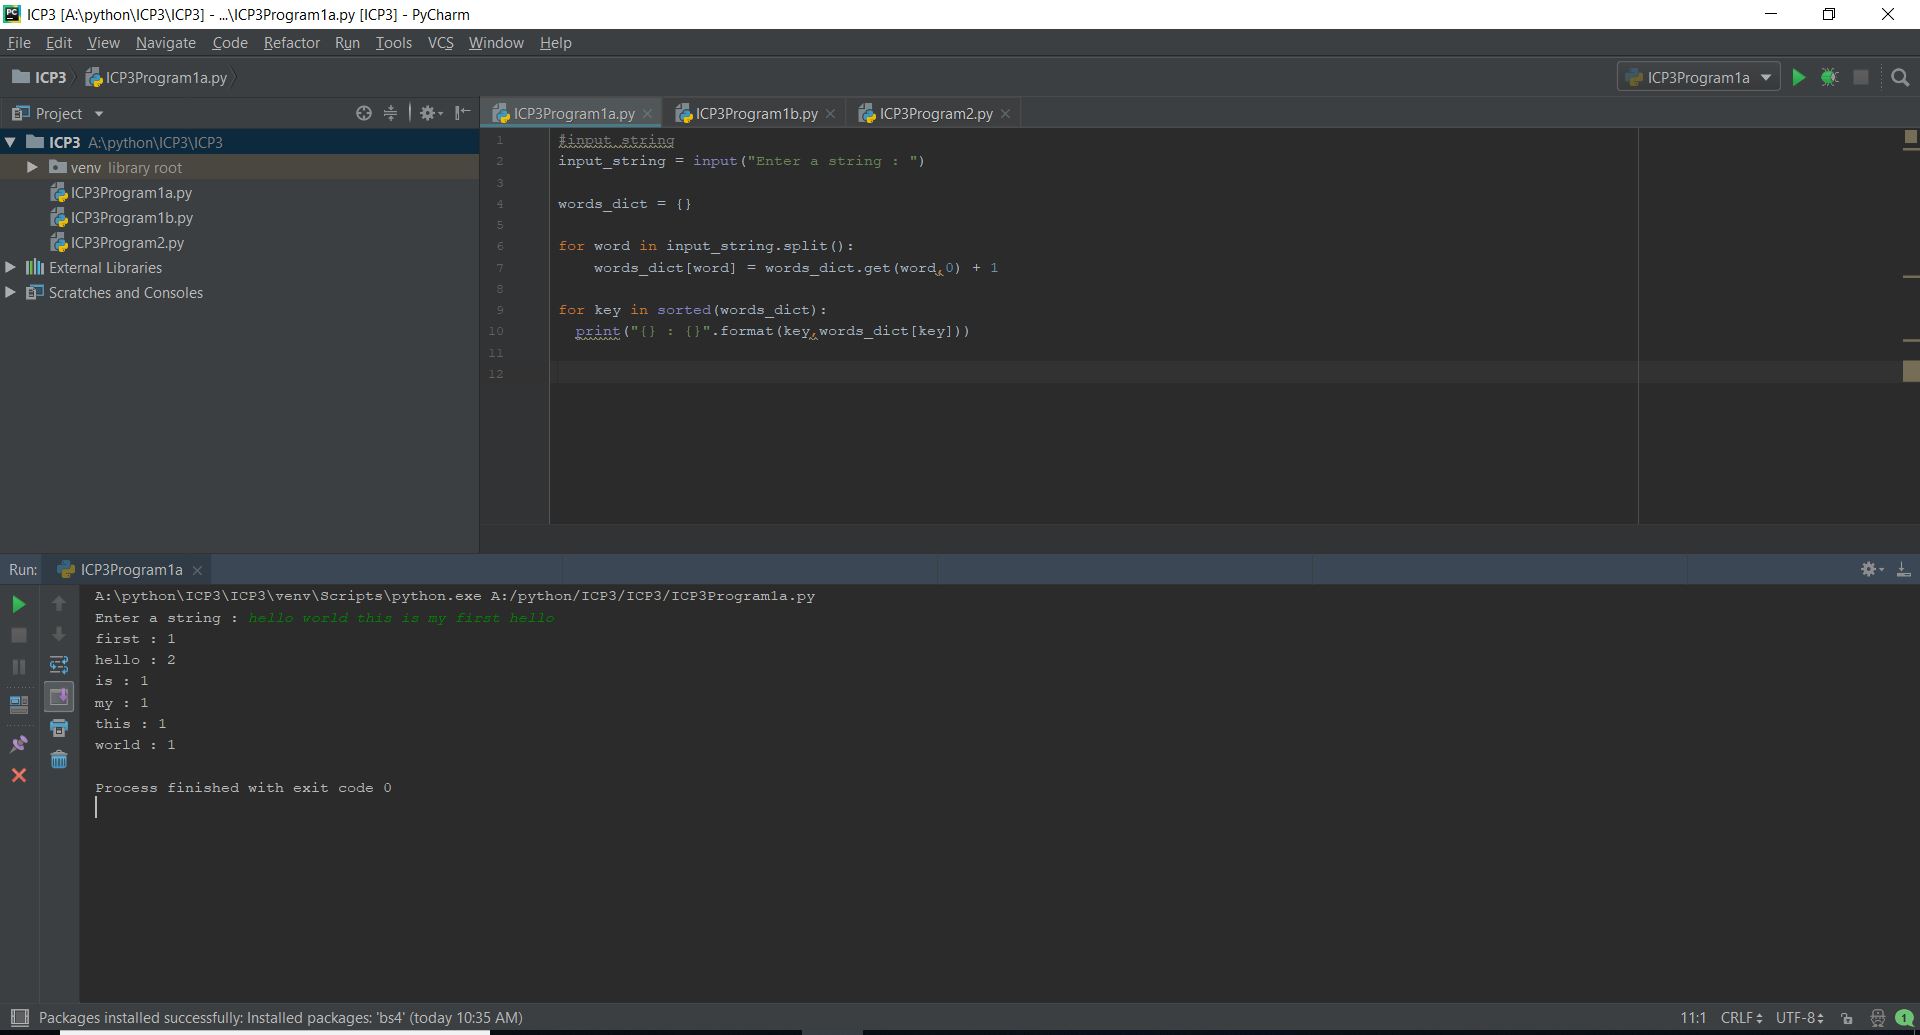 ICP3 [A:\python\ICP3\ICP3] - ...\ICP3Program1a.py [ICP3] - PyCharm
File Edit View Navigate Code Refactor Run Tools VCS Window Help
ICP3 ICP3Program1a.py ICP3Program1a
Project
ICP3 A:\python\ICP3\ICP3
venv library root
ICP3Program1a.py
ICP3Program1b.py
ICP3Program2.py
External Libraries
Scratches and Consoles
ICP3Program1a.py ICP3Program1b.py ICP3Program2.py
1 #input_string
2 input_string = input("Enter a string : ")
3
4 words_dict = {}
5
6 for word in input_string.split():
7     words_dict[word] = words_dict.get(word,0) + 1
8
9 for key in sorted(words_dict):
10   print("{} : {}".format(key,words_dict[key]))
11
12
Run: ICP3Program1a
A:\python\ICP3\ICP3\venv\Scripts\python.exe A:/python/ICP3/ICP3/ICP3Program1a.py
Enter a string : hello world this is my first hello
first : 1
hello : 2
is : 1
my : 1
this : 1
world : 1
Process finished with exit code 0
Packages installed successfully: Installed packages: 'bs4' (today 10:35 AM) 11:1 CRLF UTF-8 1